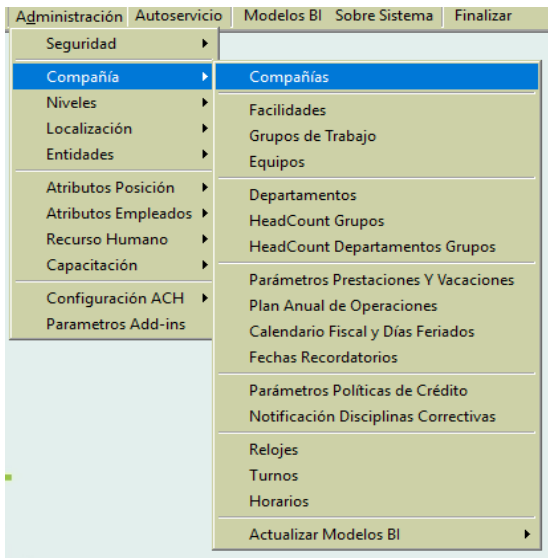 Administración Autoservicio Modelos BI Sobre Sistema Finalizar
Seguridad
Compañía
Niveles
Localización
Entidades
Atributos Posición
Atributos Empleados
Recurso Humano
Capacitación
Configuración ACH
Parametros Add-ins
Compañías
Facilidades
Grupos de Trabajo
Equipos
Departamentos
HeadCount Grupos
HeadCount Departamentos Grupos
Parámetros Prestaciones Y Vacaciones
Plan Anual de Operaciones
Calendario Fiscal y Días Feriados
Fechas Recordatorios
Parámetros Políticas de Crédito
Notificación Disciplinas Correctivas
Relojes
Turnos
Horarios
Actualizar Modelos BI